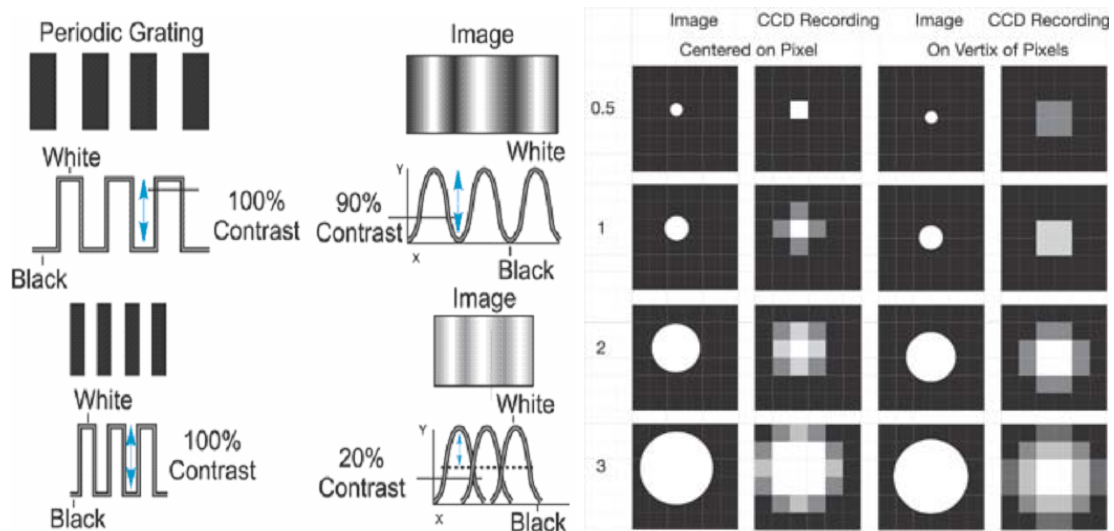 Periodic Grating
White
100%
Contrast
Black
Image
White
Y
90%
Contrast
X
Black
White
100%
Contrast
Black
Image
White
Y
20%
Contrast
X
Black
Image CCD Recording Image CCD Recording
Centered on Pixel On Vertix of Pixels
0.5
1
2
3